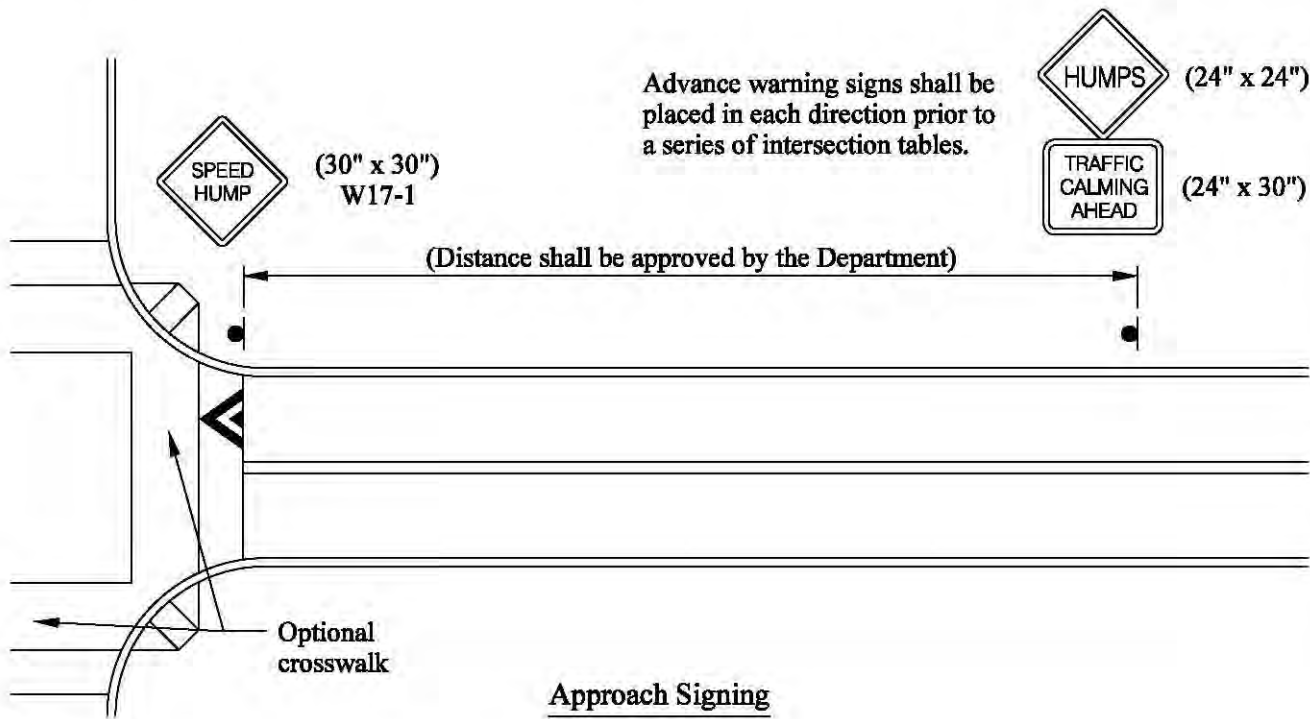 HUMPS
(24" x 24")
Advance warning signs shall be
placed in each direction prior to
a series of intersection tables.
SPEED
HUMP
(30" x 30")
W17-1
TRAFFIC
CALMING
AHEAD
(24" x 30")
(Distance shall be approved by the Department)
Optional
crosswalk
Approach Signing